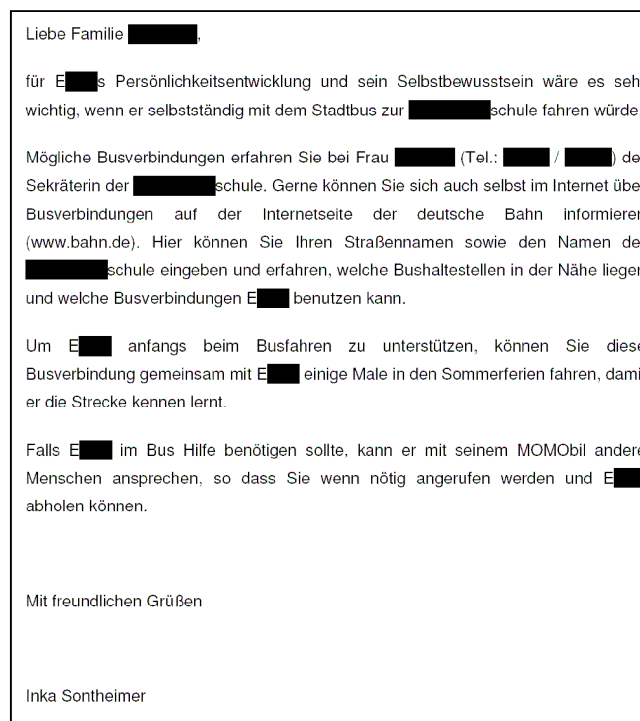 Liebe Familie ,
für E s Persönlichkeitsentwicklung und sein Selbstbewusstsein wäre es seh
wichtig, wenn er selbstständig mit dem Stadtbus zur schule fahren würde
Mögliche Busverbindungen erfahren Sie bei Frau (Tel.: / ) de
Sekräterin der schule. Gerne können Sie sich auch selbst im Internet übe
Busverbindungen auf der Internetseite der deutsche Bahn informieren
(www.bahn.de). Hier können Sie Ihren Straßennamen sowie den Namen de
schule eingeben und erfahren, welche Bushaltestellen in der Nähe liegen
und welche Busverbindungen E benutzen kann.
Um E anfangs beim Busfahren zu unterstützen, können Sie diese
Busverbindung gemeinsam mit E einige Male in den Sommerferien fahren, dami
er die Strecke kennen lernt.
Falls E im Bus Hilfe benötigen sollte, kann er mit seinem MOMObil andere
Menschen ansprechen, so dass Sie wenn nötig angerufen werden und E
abholen können.
Mit freundlichen Grüßen
Inka Sontheimer